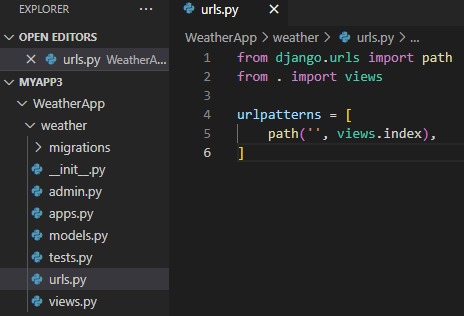 EXPLORER
OPEN EDITORS
urls.py WeatherA...
MYAPP3
WeatherApp
weather
migrations
__init__.py
admin.py
apps.py
models.py
tests.py
urls.py
views.py
urls.py
WeatherApp > weather > urls.py > ...
1 from django.urls import path
2 from . import views
3
4 urlpatterns = [
5     path('', views.index),
6 ]